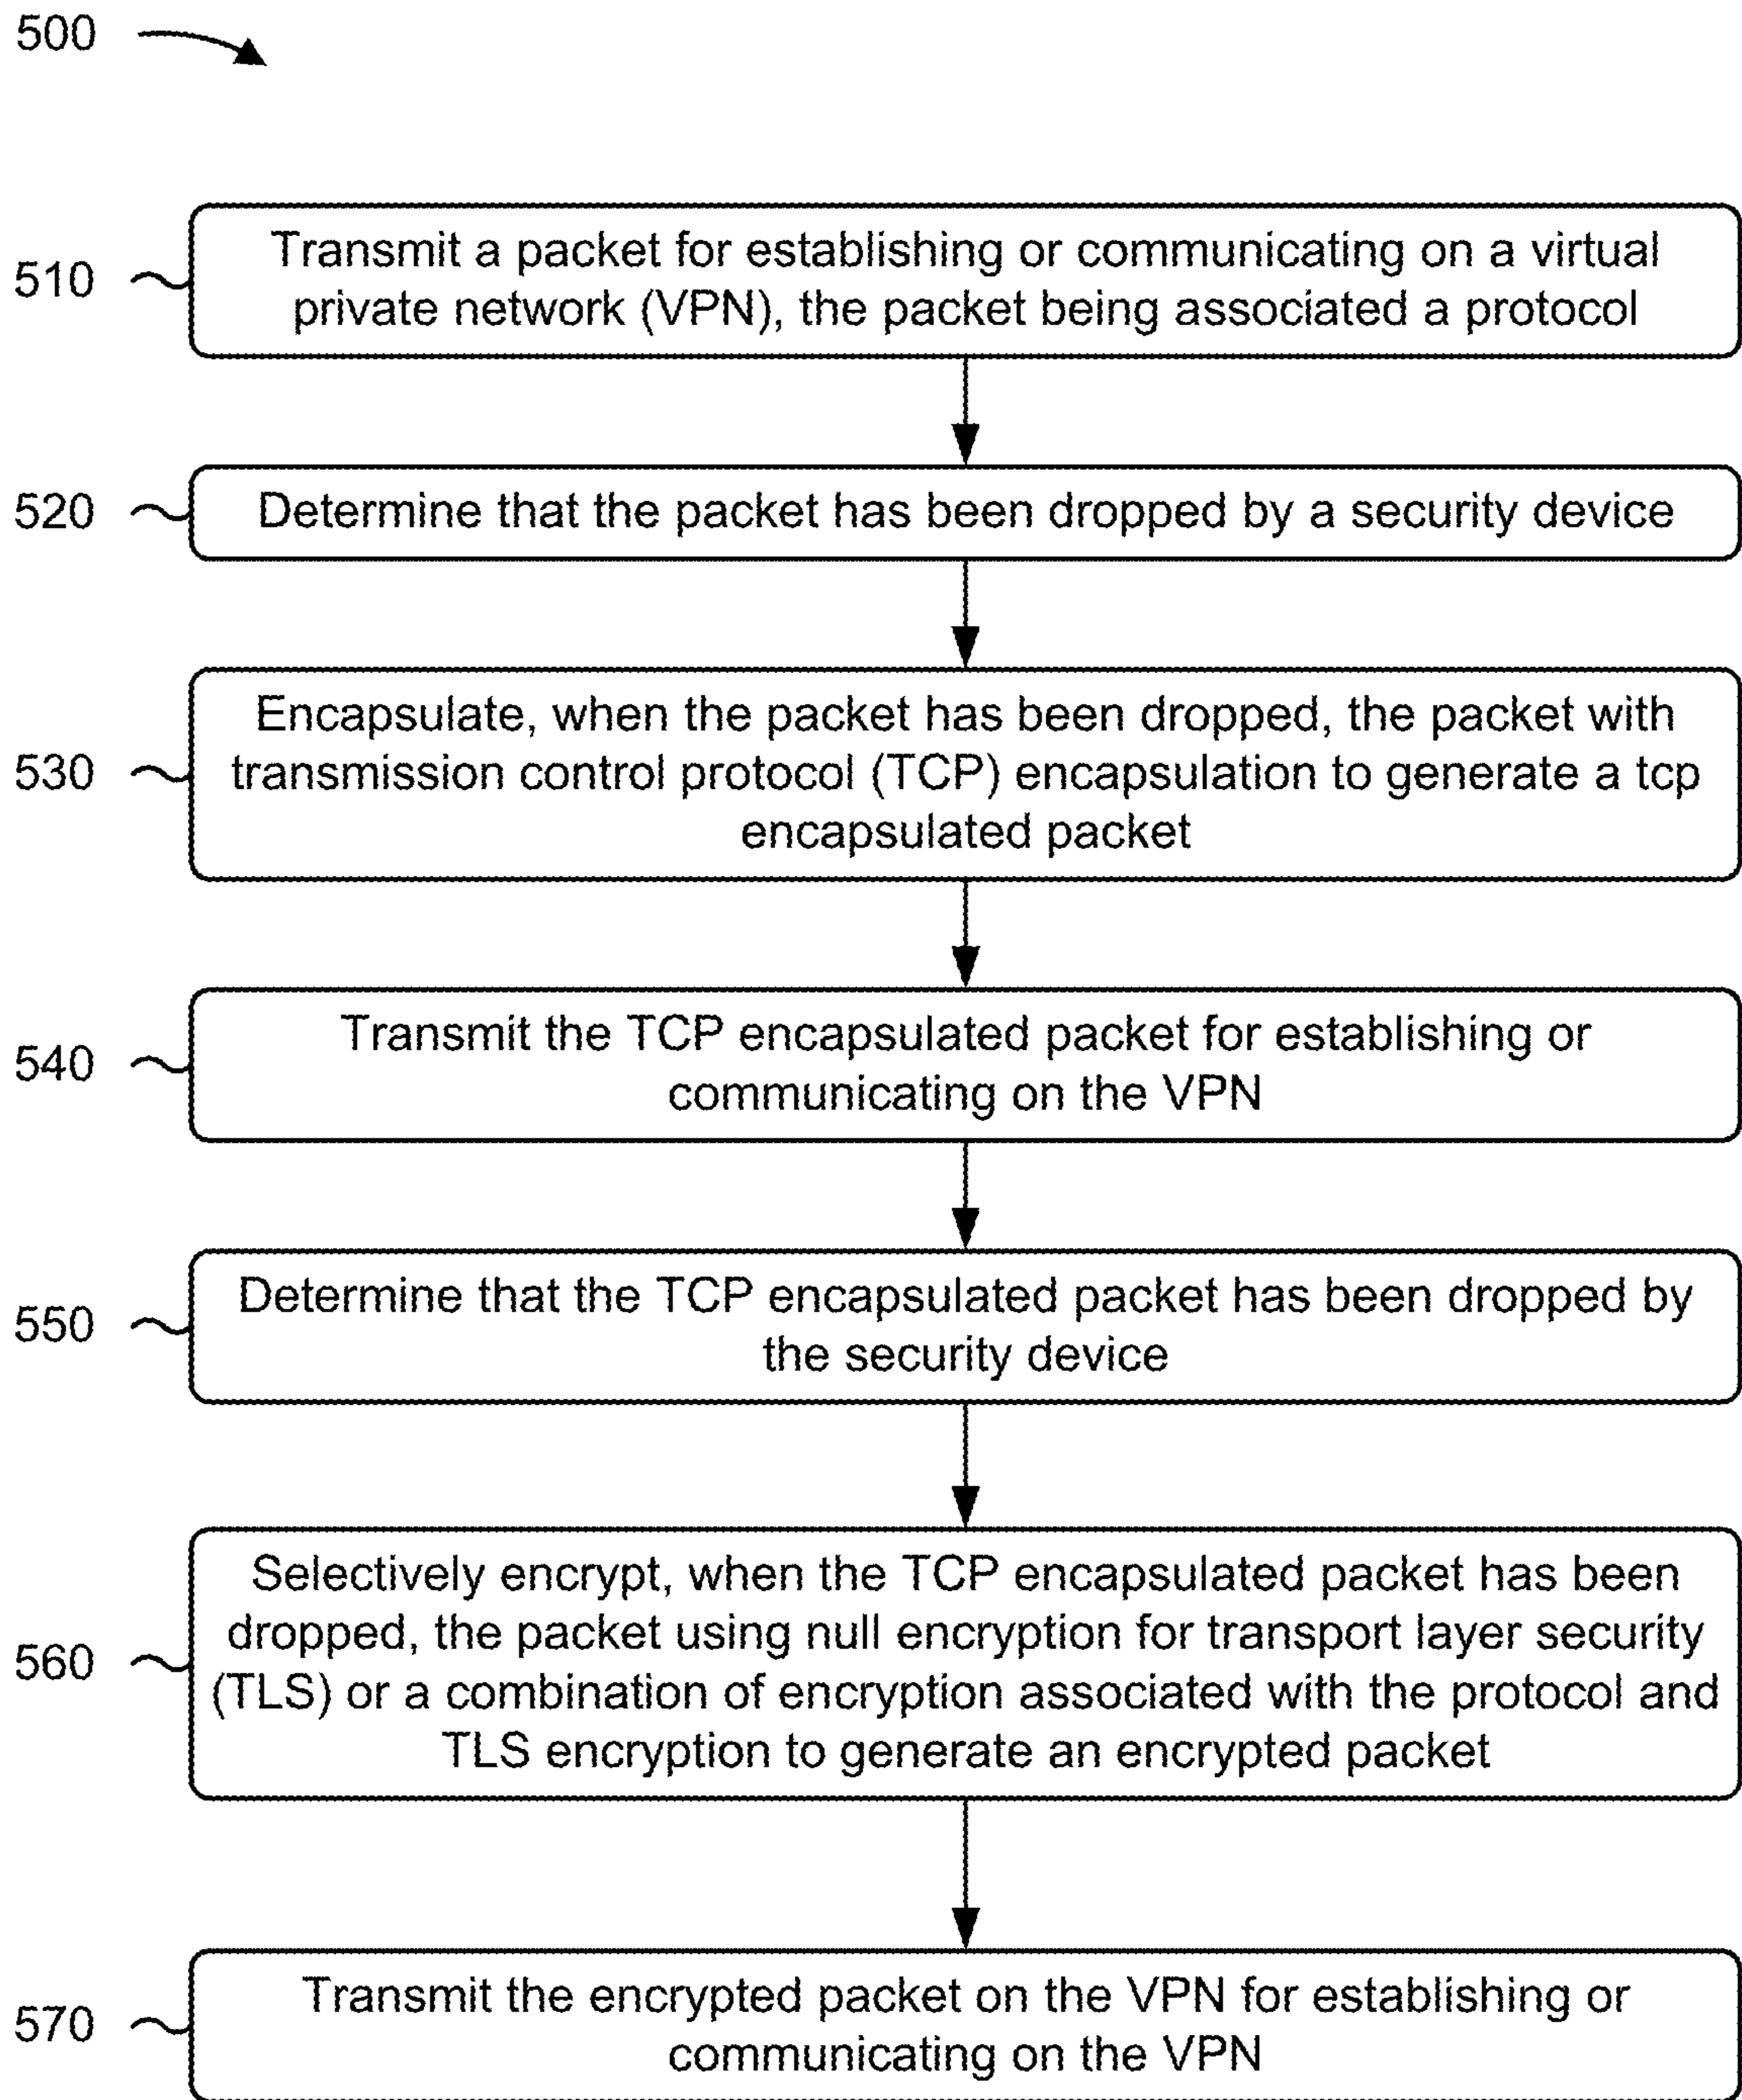 500
510
Transmit a packet for establishing or communicating on a virtual
private network (VPN), the packet being associated a protocol
520
Determine that the packet has been dropped by a security device
530
Encapsulate, when the packet has been dropped, the packet with
transmission control protocol (TCP) encapsulation to generate a tcp
encapsulated packet
540
Transmit the TCP encapsulated packet for establishing or
communicating on the VPN
550
Determine that the TCP encapsulated packet has been dropped by
the security device
560
Selectively encrypt, when the TCP encapsulated packet has been
dropped, the packet using null encryption for transport layer security
(TLS) or a combination of encryption associated with the protocol and
TLS encryption to generate an encrypted packet
570
Transmit the encrypted packet on the VPN for establishing or
communicating on the VPN